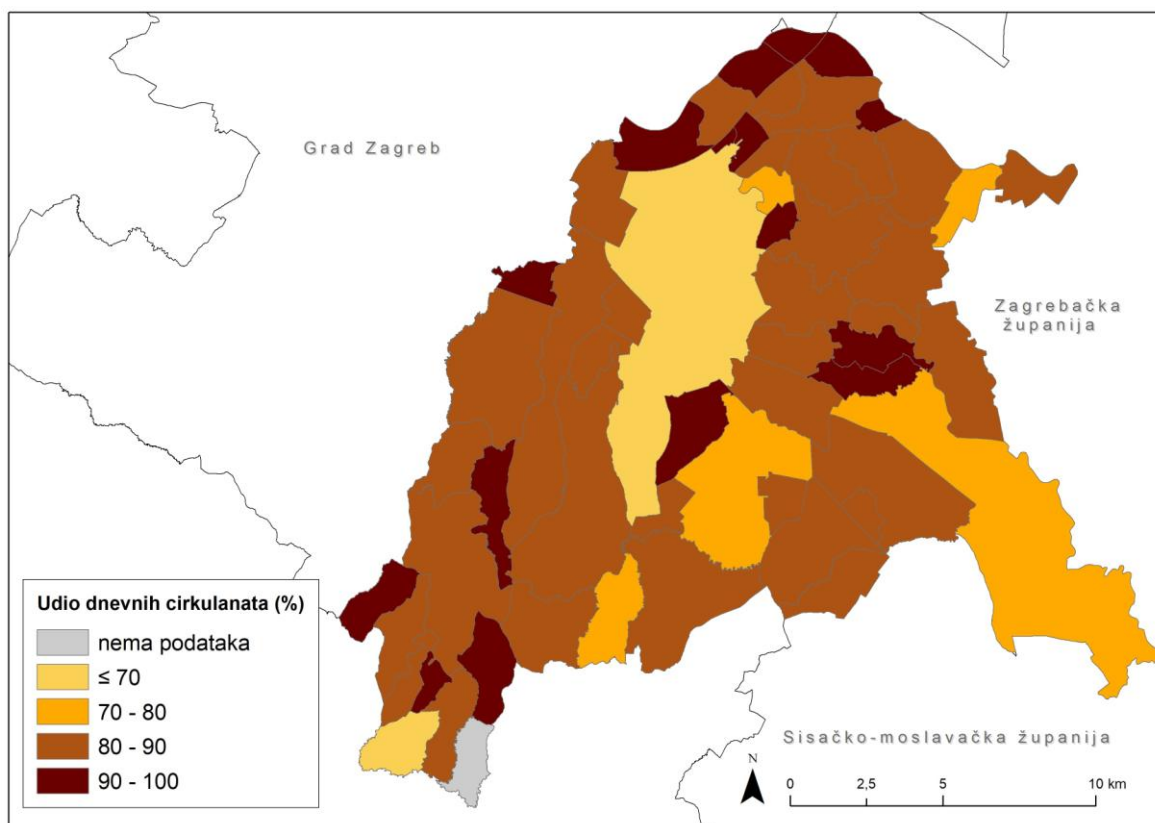 Grad Zagreb
Zagrebačka
županija
Udio dnevnih cirkulanata (%)
nema podataka
≤ 70
70 - 80
80 - 90
90 - 100
Sisačko-moslavačka županija
N
0 2,5 5 10 km